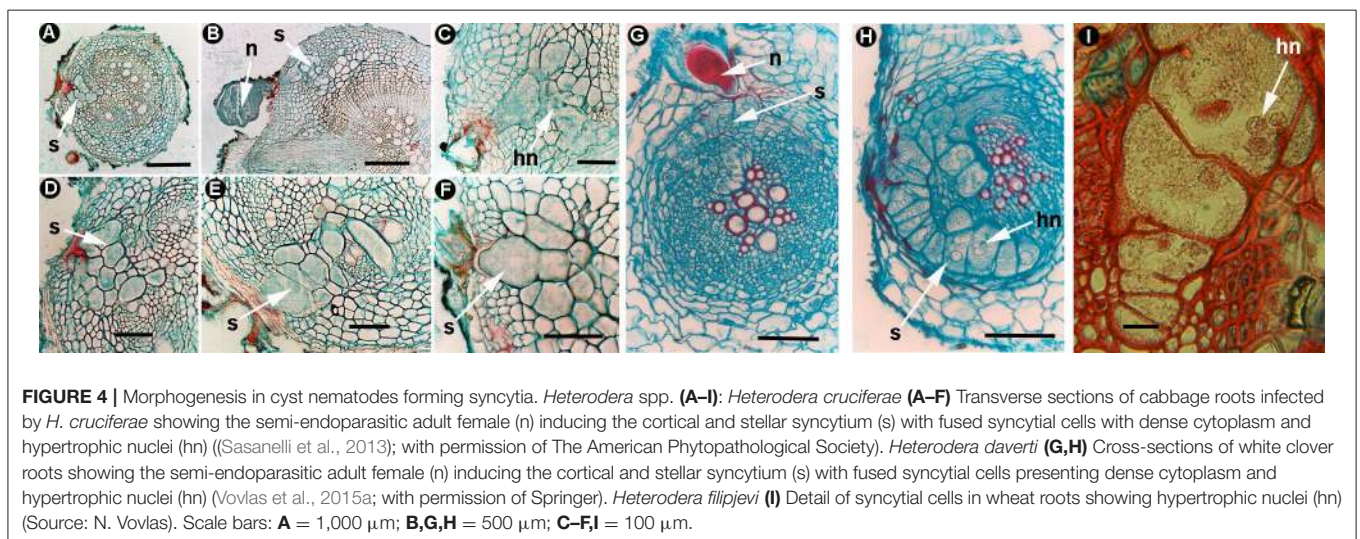 A B C G H I
n s s hn n s hn
s hn
D E F
s s s hn s
FIGURE 4 | Morphogenesis in cyst nematodes forming syncytia. Heterodera spp. (A–I): Heterodera cruciferae (A–F) Transverse sections of cabbage roots infected
by H. cruciferae showing the semi-endoparasitic adult female (n) inducing the cortical and stellar syncytium (s) with fused syncytial cells with dense cytoplasm and
hypertrophic nuclei (hn) ((Sasanelli et al., 2013); with permission of The American Phytopathological Society). Heterodera daverti (G,H) Cross-sections of white clover
roots showing the semi-endoparasitic adult female (n) inducing the cortical and stellar syncytium (s) with fused syncytial cells presenting dense cytoplasm and
hypertrophic nuclei (hn) (Vovlas et al., 2015a; with permission of Springer). Heterodera filipjevi (I) Detail of syncytial cells in wheat roots showing hypertrophic nuclei (hn)
(Source: N. Vovlas). Scale bars: A = 1,000 μm; B,G,H = 500 μm; C–F,I = 100 μm.